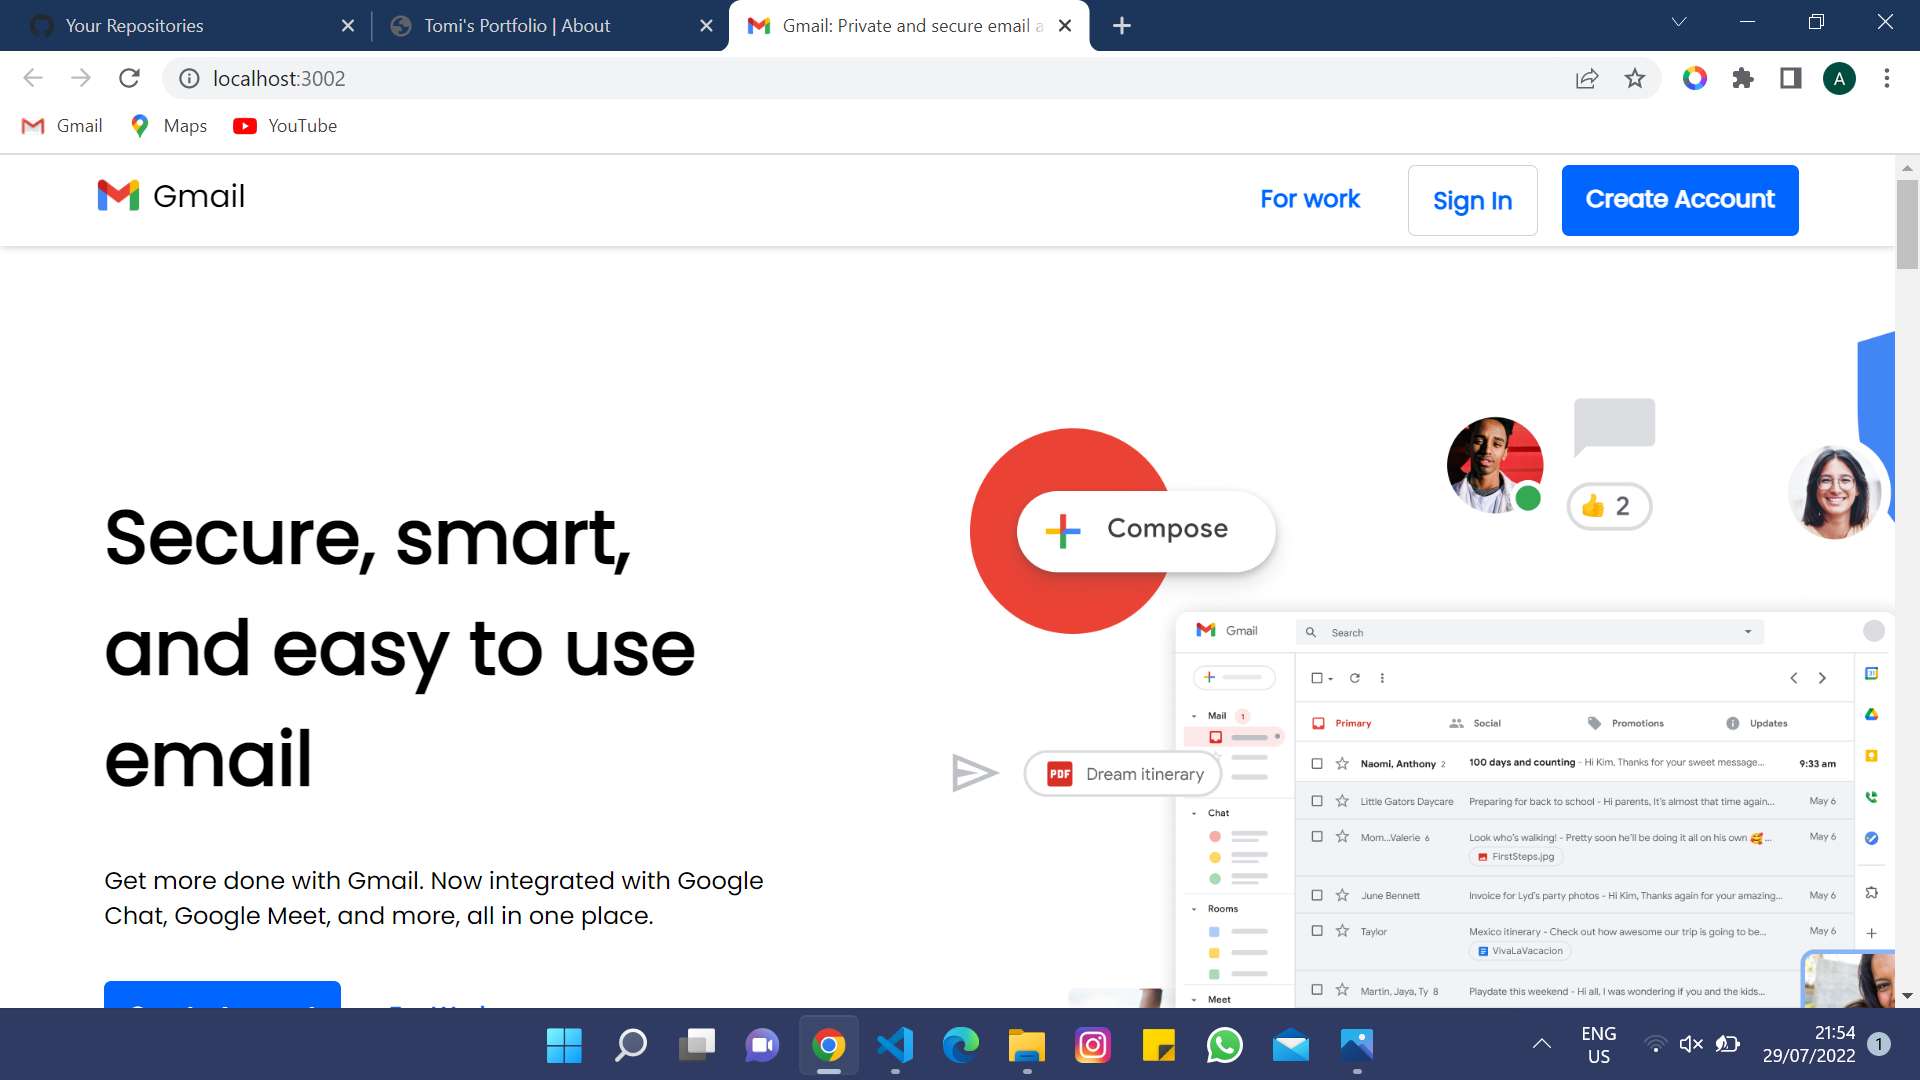 Your Repositories
Tomi's Portfolio | About
Gmail: Private and secure email a
localhost:3002
A
Gmail
Maps
YouTube
Gmail
For work
Sign In
Create Account
Secure, smart,
and easy to use
email
Get more done with Gmail. Now integrated with Google
Chat, Google Meet, and more, all in one place.
Compose
2
PDF Dream itinerary
Gmail
Search
Mail 1
Chat
Rooms
Meet
Primary
Social
Promotions
Updates
Naomi, Anthony 2 100 days and counting - Hi Kim, Thanks for your sweet message... 9:33 am
Little Gators Daycare Preparing for back to school - Hi parents, It's almost that time again... May 6
Mom...Valerie 6 Look who's walking! - Pretty soon he'll be doing it all on his own 🥰 ... May 6
FirstSteps.jpg
June Bennett Invoice for Lyd's party photos - Hi Kim, Thanks again for your amazing... May 6
Taylor Mexico itinerary - Check out how awesome our trip is going to be... May 6
VivaLaVacacion
Martin, Jaya, Ty 8 Playdate this weekend - Hi all, I was wondering if you and the kids... May 6
31
ENG
US
21:54
29/07/2022
1